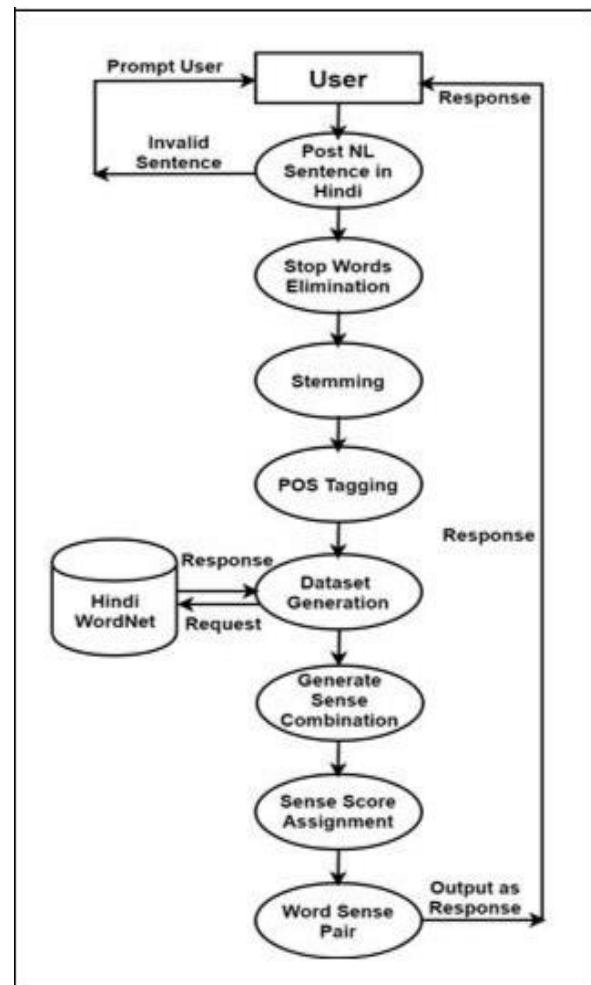 Prompt User
User
Response
Invalid
Sentence
Post NL
Sentence in
Hindi
Stop Words
Elimination
Stemming
POS Tagging
Response
Response
Hindi
WordNet
Request
Dataset
Generation
Generate
Sense
Combination
Sense Score
Assignment
Word Sense
Pair
Output as
Response